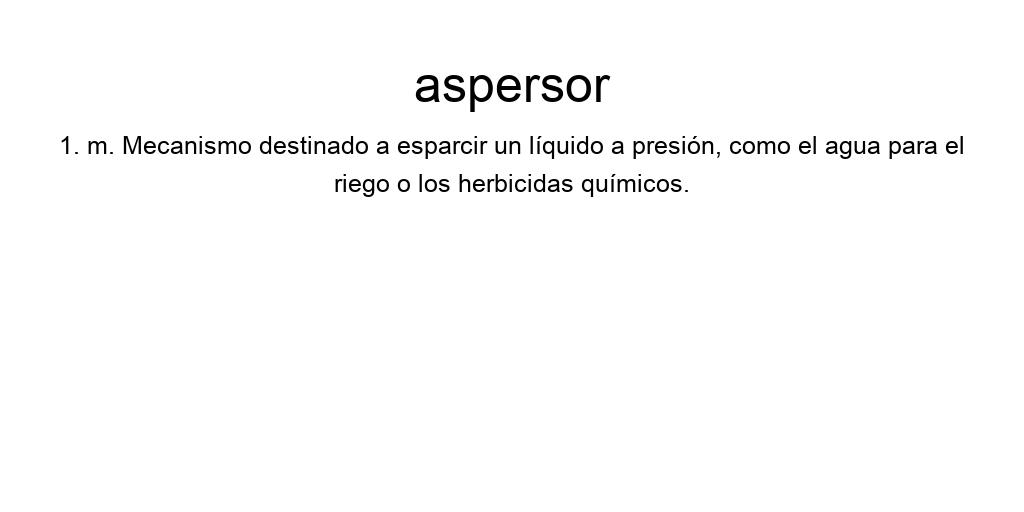 aspersor
1. m. Mecanismo destinado a esparcir un líquido a presión, como el agua para el
riego o los herbicidas químicos.